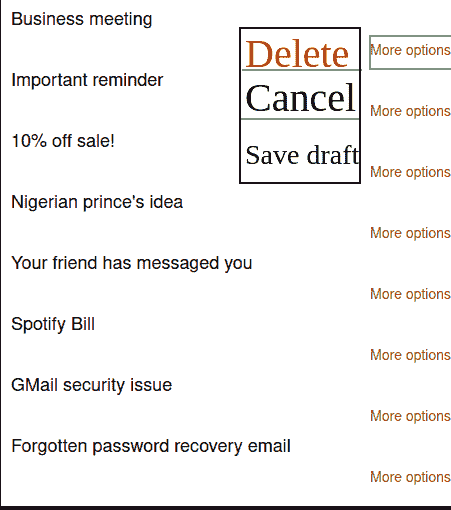 Business meeting
Delete
More options
Important reminder
Cancel
More options
10% off sale!
Save draft
More options
Nigerian prince's idea
More options
Your friend has messaged you
More options
Spotify Bill
More options
GMail security issue
More options
Forgotten password recovery email
More options